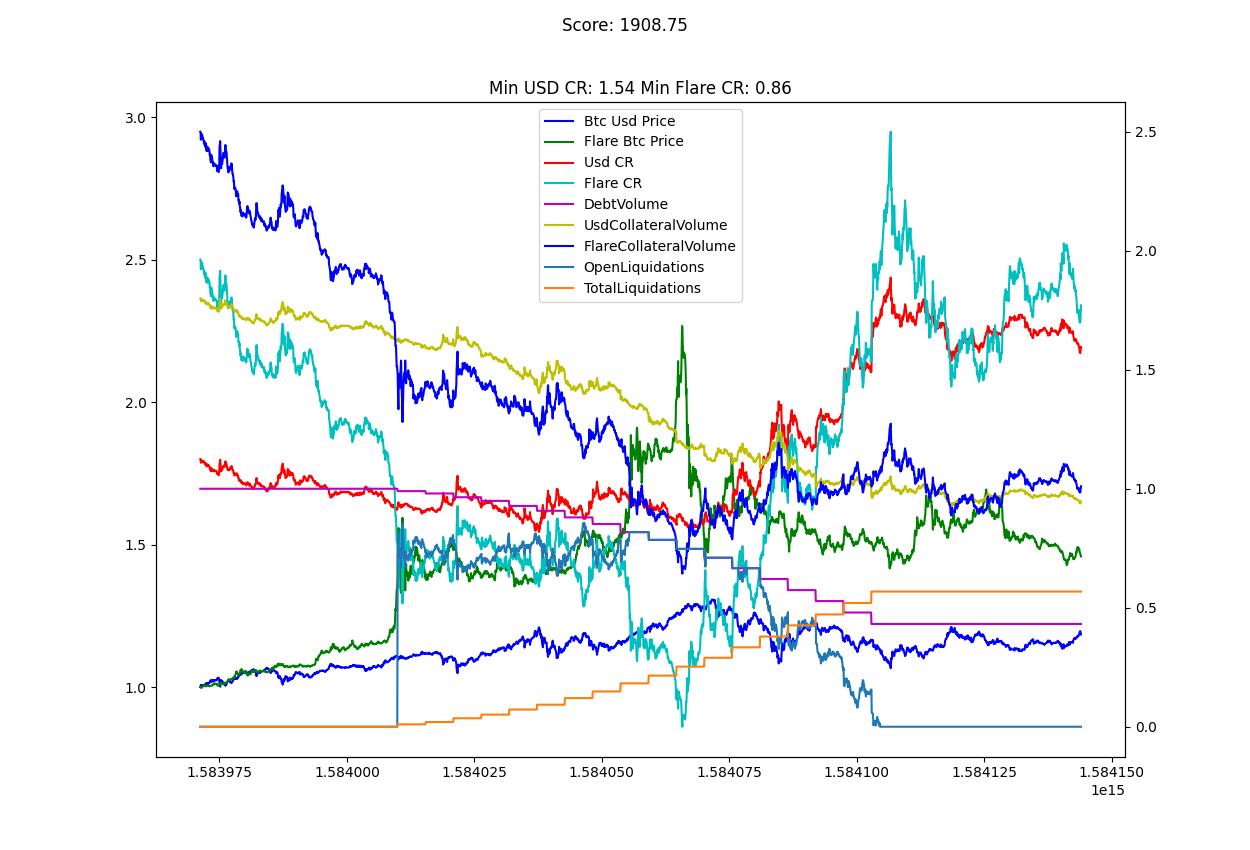 Score: 1908.75
Min USD CR: 1.54 Min Flare CR: 0.86
Btc Usd Price
Flare Btc Price
Usd CR
Flare CR
DebtVolume
UsdCollateralVolume
FlareCollateralVolume
OpenLiquidations
TotalLiquidations
3.0
2.5
2.0
1.5
1.0
2.5
2.0
1.5
1.0
0.5
0.0
1.583975 1.584000 1.584025 1.584050 1.584075 1.584100 1.584125 1.584150
1e15